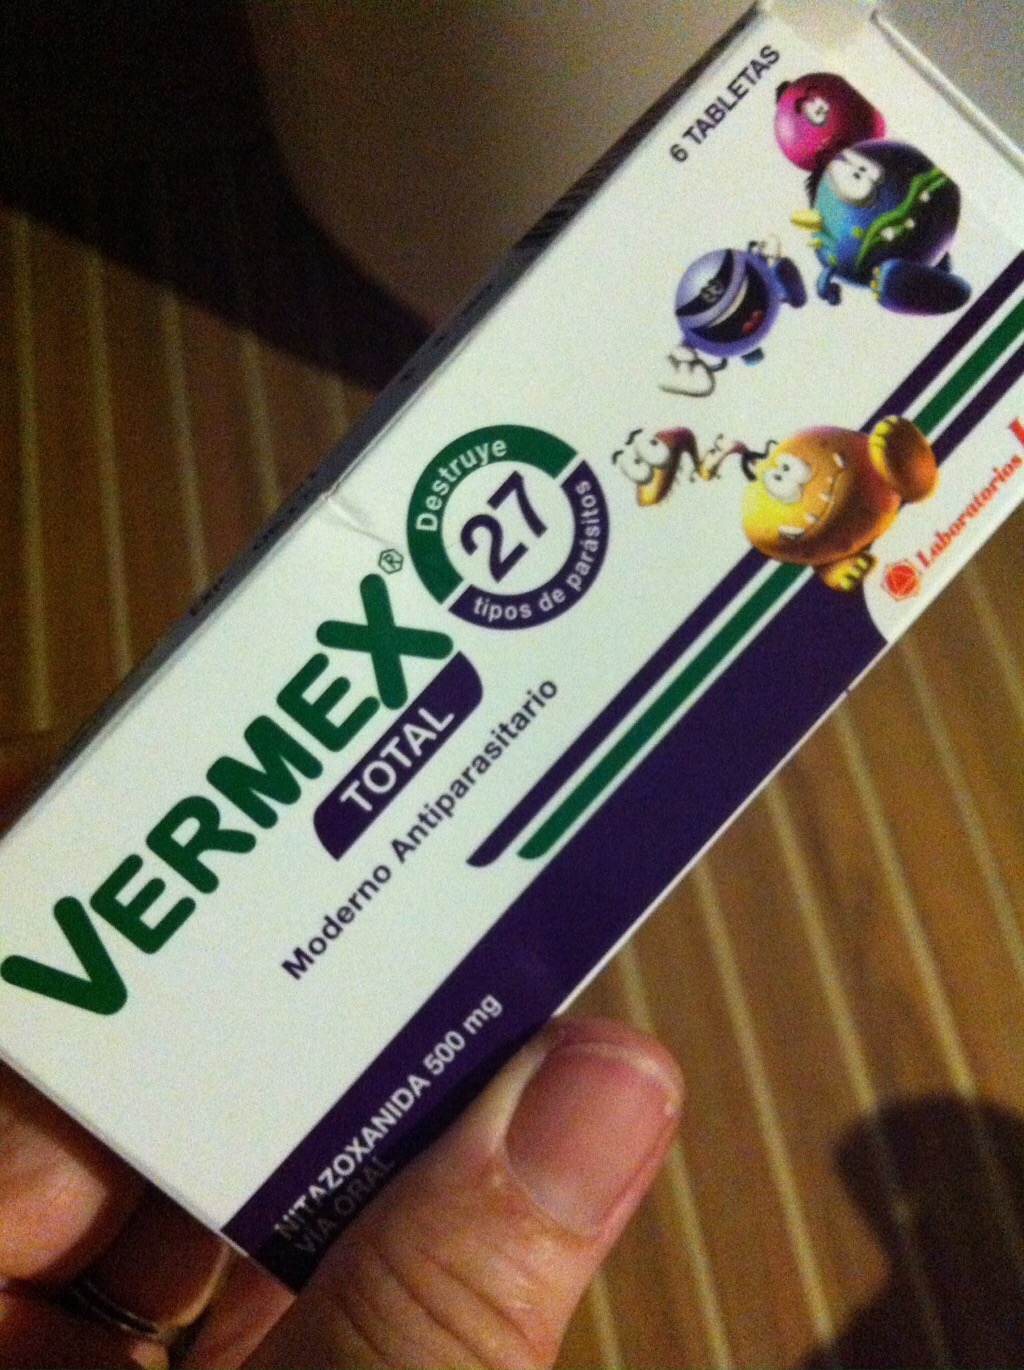 6 TABLETAS
Destruye
27
tipos de parásitos
VERMEX®
TOTAL
Moderno Antiparasitario
Laboratorios
NITAZOXANIDA 500 mg
VIA ORAL